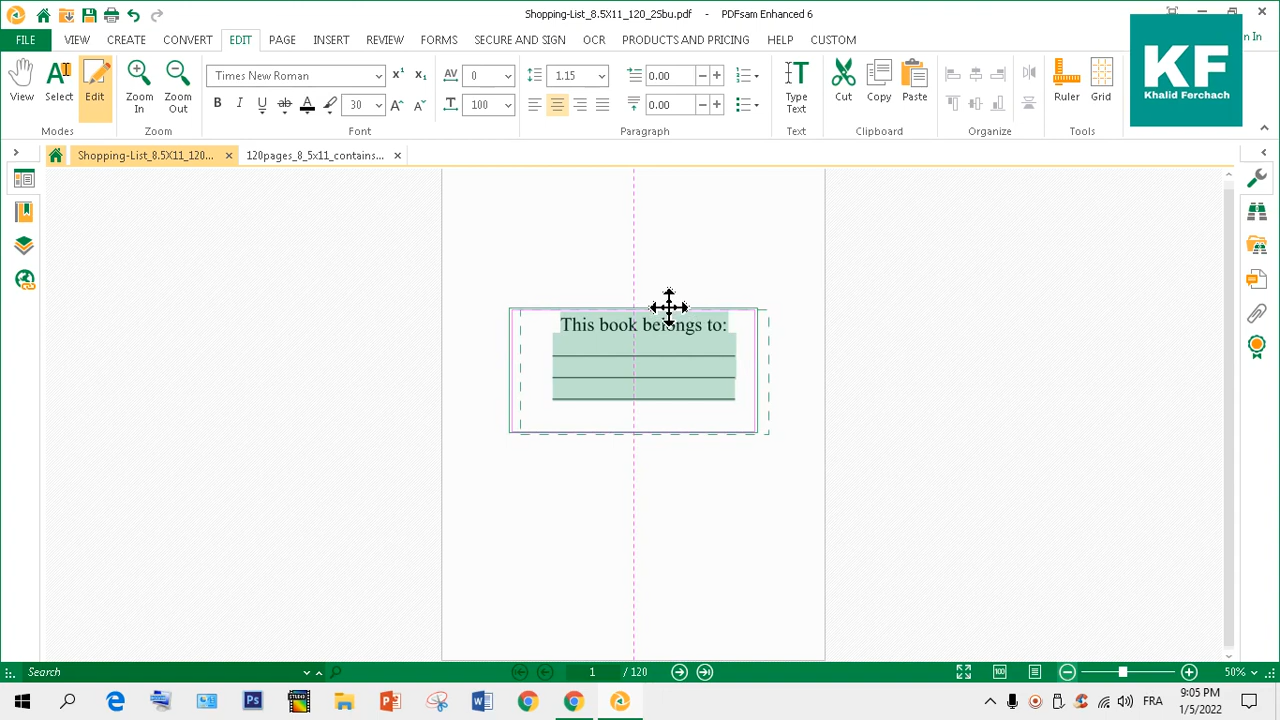 Shopping-List_8.5X11_120_2Sbu.pdf - PDFsam Enhanced 6
FILE VIEW CREATE CONVERT EDIT PAGE INSERT REVIEW FORMS SECURE AND SIGN OCR PRODUCTS AND PRICING HELP CUSTOM
KF
Khalid Ferchach
Times New Roman
0
1.15
0.00
30
100
0.00
View
Select
Edit
Zoom In
Zoom Out
Type Text
Cut
Copy
Paste
Ruler
Grid
Modes
Zoom
Font
Paragraph
Text
Clipboard
Organize
Tools
Shopping-List_8.5X11_120...
120pages_8_5x11_contains...
This book belongs to:
Search
1 / 120
50%
FRA
9:05 PM
1/5/2022